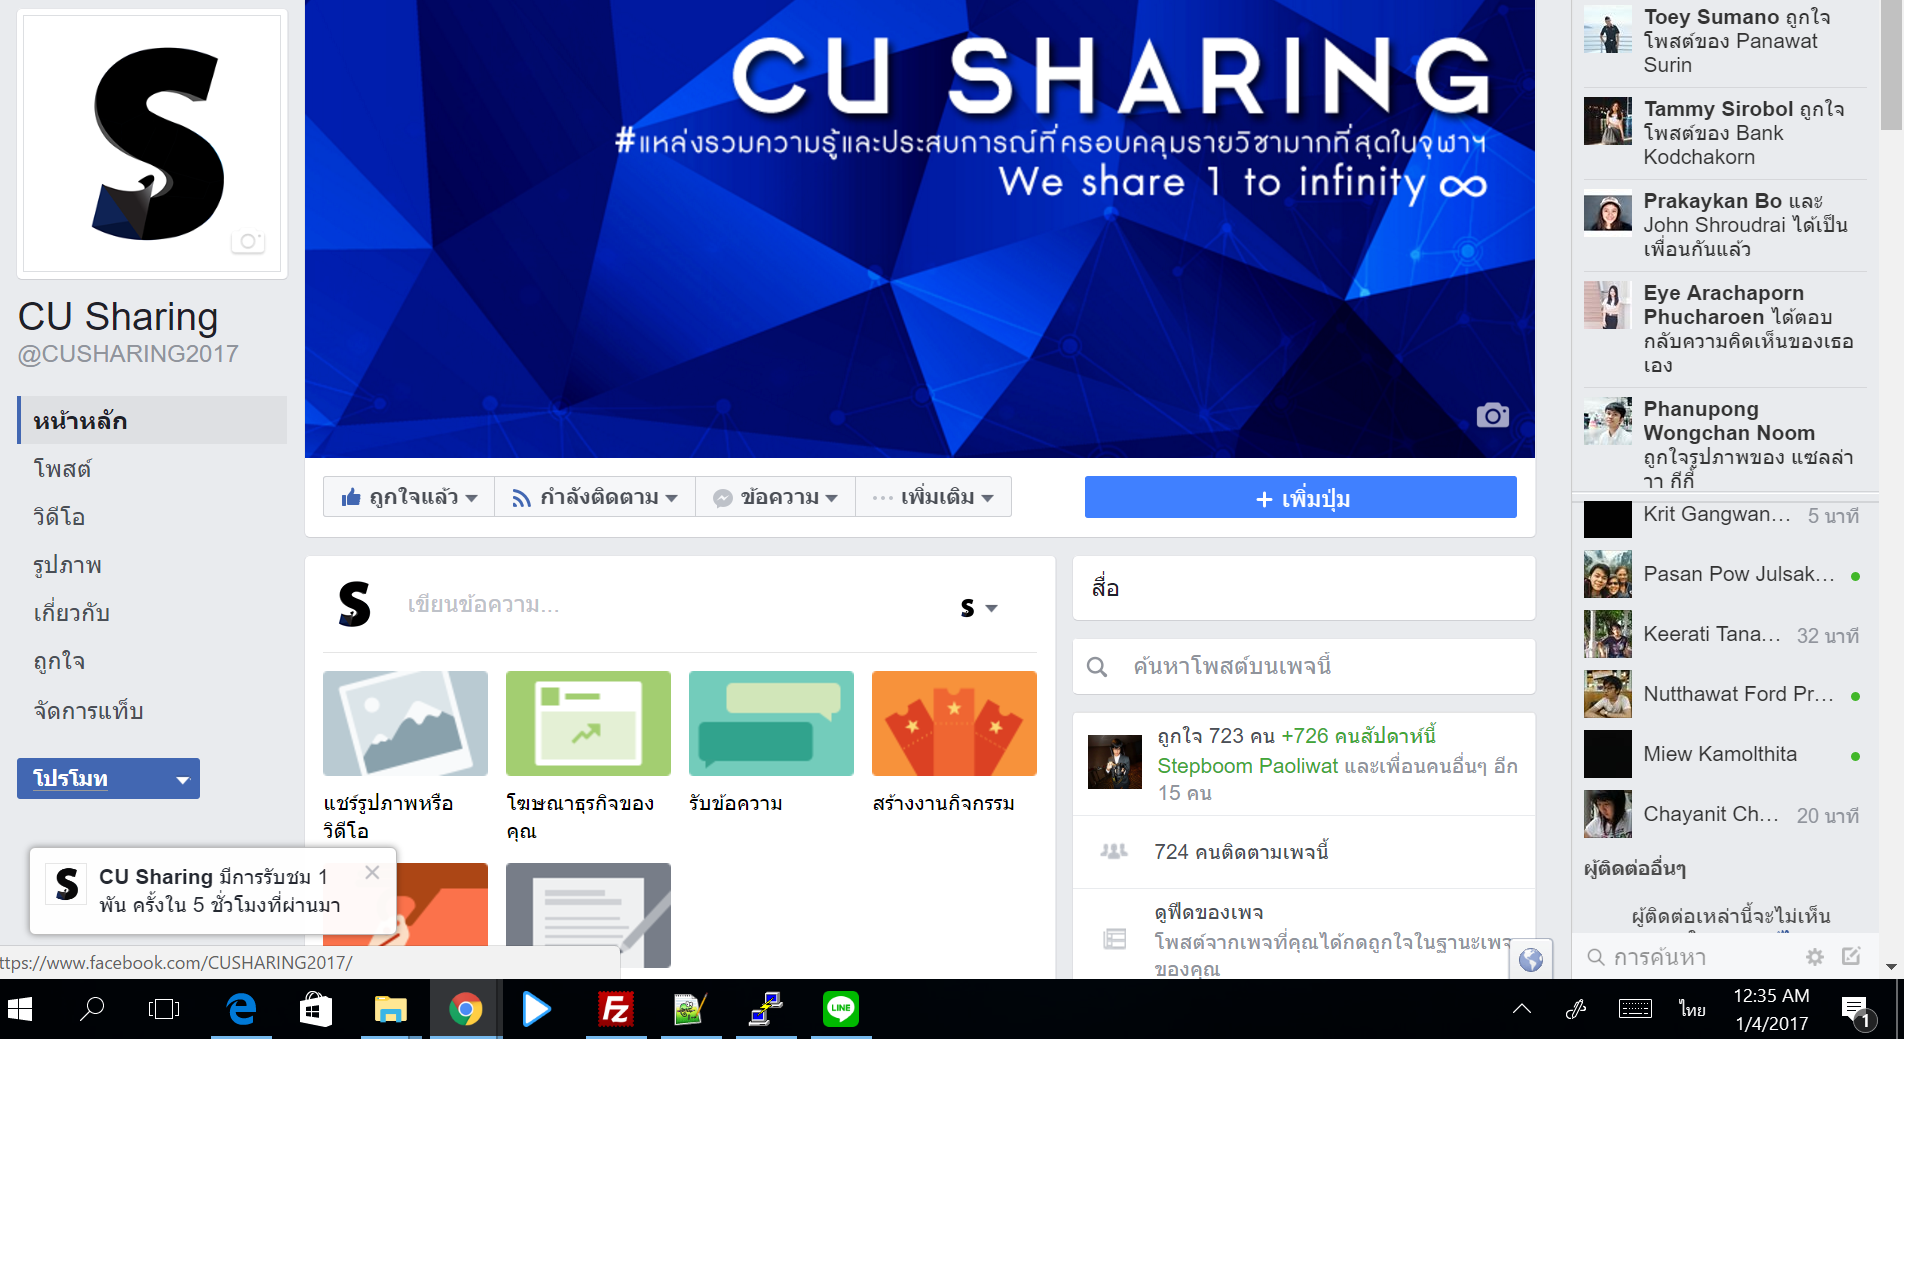 CU Sharing
@CUSHARING2017
หน้าหลัก
โพสต์
วิดีโอ
รูปภาพ
เกี่ยวกับ
ถูกใจ
จัดการแท็บ
โปรโมท
CU Sharing มีการรับชม 1
พัน ครั้งใน 5 ชั่วโมงที่ผ่านมา
ttps://www.facebook.com/CUSHARING2017/
CU SHARING
#แหล่งรวมความรู้และประสบการณ์ที่ครอบคลุมรายวิชามากที่สุดในจุฬาฯ
We share 1 to infinity ∞
ถูกใจแล้ว
กำลังติดตาม
ข้อความ
เพิ่มเติม
+ เพิ่มปุ่ม
เขียนข้อความ...
แชร์รูปภาพหรือ
วิดีโอ
โฆษณาธุรกิจของ
คุณ
รับข้อความ
สร้างงานกิจกรรม
สื่อ
ค้นหาโพสต์บนเพจนี้
ถูกใจ 723 คน +726 คนสัปดาห์นี้
Stepboom Paoliwat และเพื่อนคนอื่นๆ อีก
15 คน
724 คนติดตามเพจนี้
ดูฟีดของเพจ
โพสต์จากเพจที่คุณได้กดถูกใจในฐานะเพจ
ของคุณ
Toey Sumano ถูกใจ
โพสต์ของ Panawat
Surin
Tammy Sirobol ถูกใจ
โพสต์ของ Bank
Kodchakorn
Prakaykan Bo และ
John Shroudrai ได้เป็น
เพื่อนกันแล้ว
Eye Arachaporn
Phucharoen ได้ตอบ
กลับความคิดเห็นของเธอ
เอง
Phanupong
Wongchan Noom
ถูกใจรูปภาพของ แซลล่า
วา กีกี้
Krit Gangwan... 5 นาที
Pasan Pow Julsak...
Keerati Tana... 32 นาที
Nutthawat Ford Pr...
Miew Kamolthita
Chayanit Ch... 20 นาที
ผู้ติดต่ออื่นๆ
ผู้ติดต่อเหล่านี้จะไม่เห็น
การค้นหา
LINE
ไทย
12:35 AM
1/4/2017
1